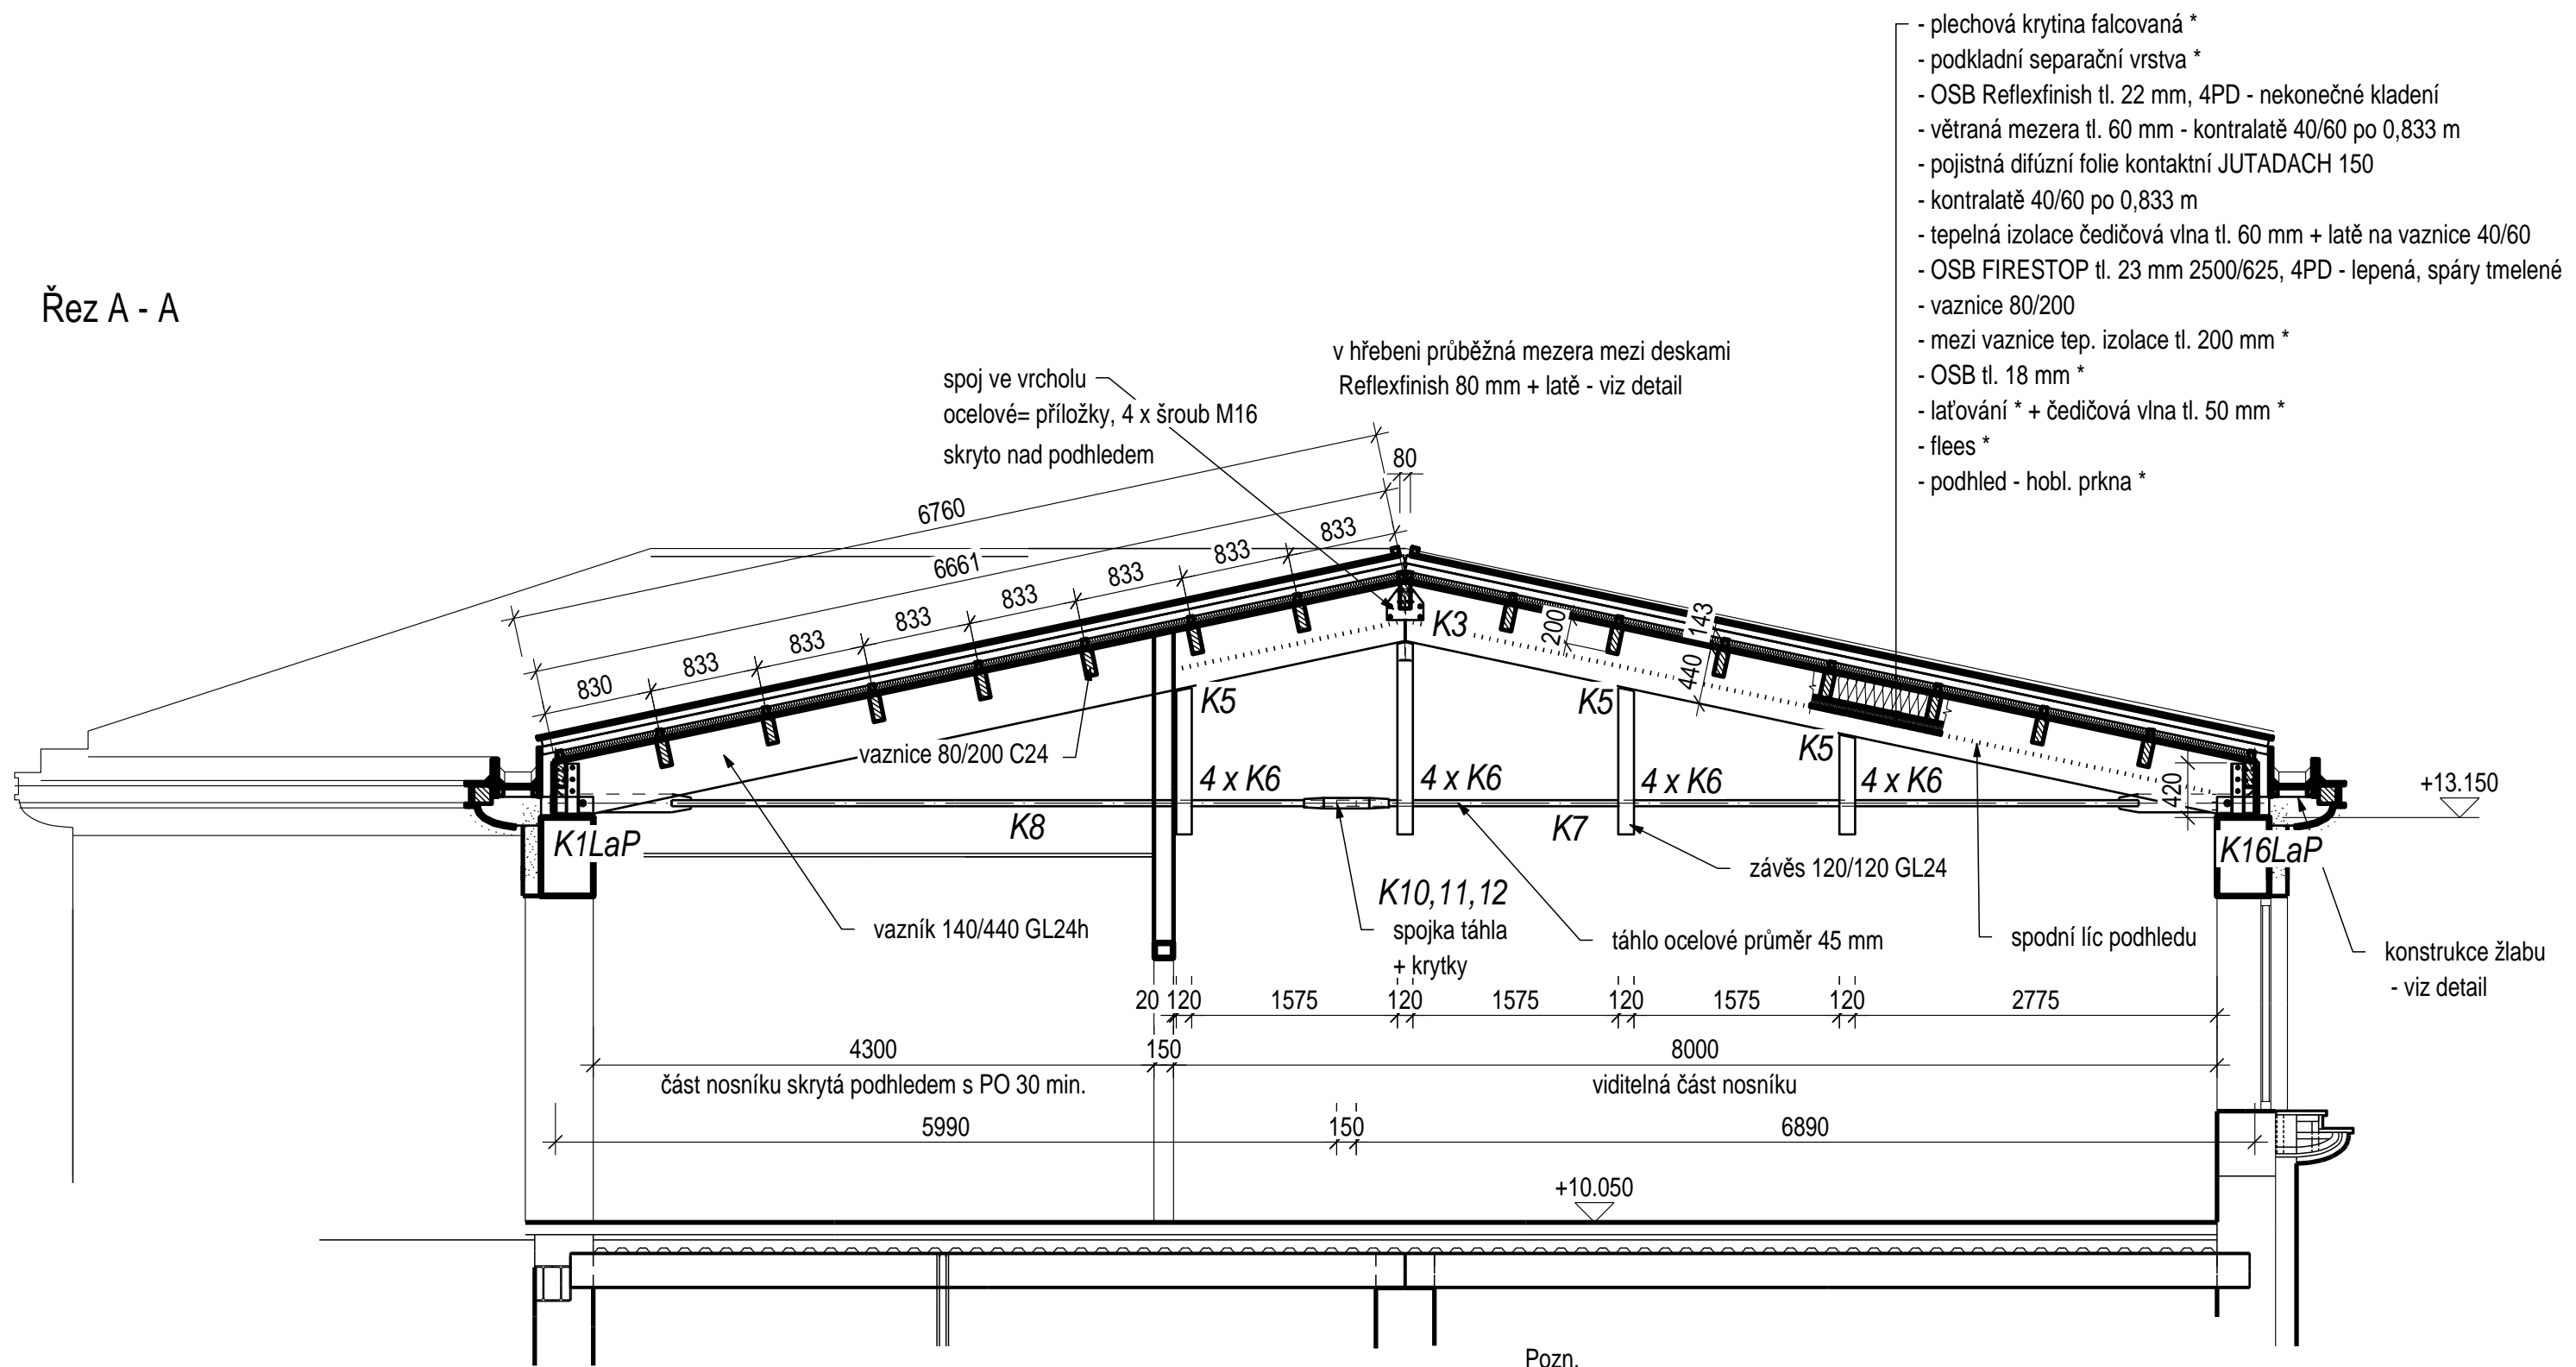 - plechová krytina falcovaná *
- podkladní separační vrstva *
- OSB Reflexfinish tl. 22 mm, 4PD - nekonečné kladení
- větraná mezera tl. 60 mm - kontralatě 40/60 po 0,833 m
- pojistná difúzní folie kontaktní JUTADACH 150
- kontralatě 40/60 po 0,833 m
- tepelná izolace čedičová vlna tl. 60 mm + latě na vaznice 40/60
- OSB FIRESTOP tl. 23 mm 2500/625, 4PD - lepená, spáry tmelené
- vaznice 80/200
- mezi vaznice tep. izolace tl. 200 mm *
- OSB tl. 18 mm *
- laťování * + čedičová vlna tl. 50 mm *
- flees *
- podhled - hobl. prkna *
Řez A - A
v hřebeni průběžná mezera mezi deskami
Reflexfinish 80 mm + latě - viz detail
spoj ve vrcholu
ocelové= příložky, 4 x šroub M16
skryto nad podhledem
80
6760
6661
833
833
833
833
833
833
833
830
K3
200
143
440
K5
K5
K5
vaznice 80/200 C24
4 x K6
4 x K6
4 x K6
4 x K6
420
+13.150
K8
K7
K1LaP
K16LaP
závěs 120/120 GL24
K10,11,12
spojka táhla
+ krytky
vazník 140/440 GL24h
táhlo ocelové průměr 45 mm
spodní líc podhledu
konstrukce žlabu
- viz detail
20 120 1575 120 1575 120 1575 120 2775
4300 150 8000
část nosníku skrytá podhledem s PO 30 min.
viditelná část nosníku
5990 150 6890
+10.050
Pozn.